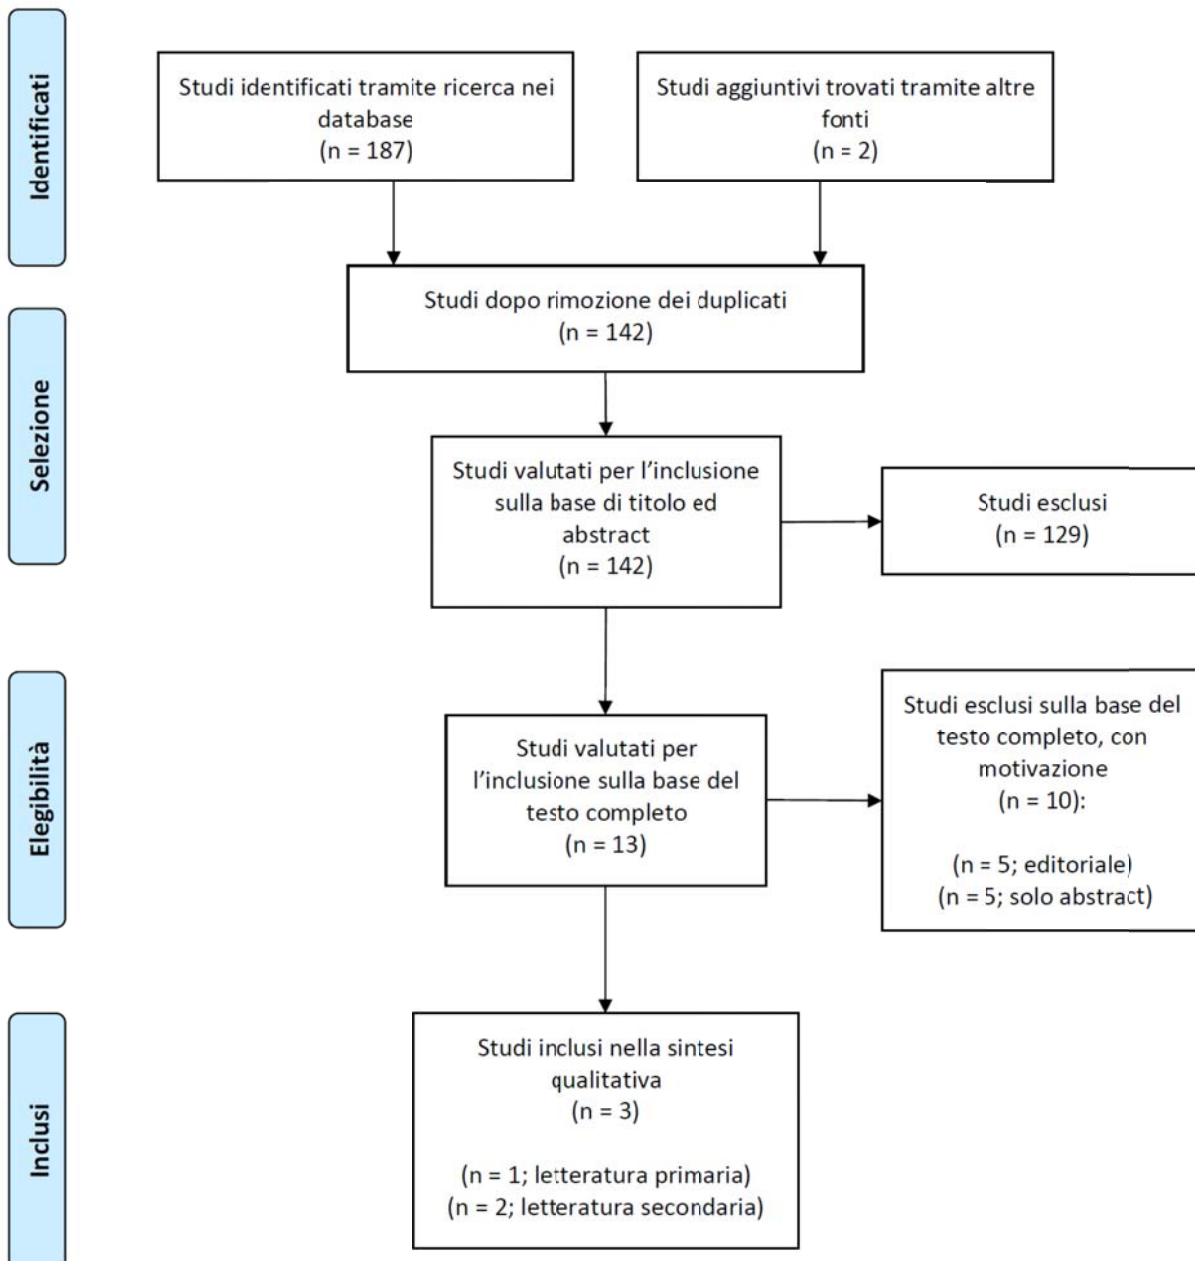 Identificati
Studi identificati tramite ricerca nei
database
(n = 187)
Studi aggiuntivi trovati tramite altre
fonti
(n = 2)
Studi dopo rimozione dei duplicati
(n = 142)
Selezione
Studi valutati per l'inclusione
sulla base di titolo ed
abstract
(n = 142)
Studi esclusi
(n = 129)
Elegibilità
Studi valutati per
l'inclusione sulla base del
testo completo
(n = 13)
Studi esclusi sulla base del
testo completo, con
motivazione
(n = 10):
(n = 5; editoriale)
(n = 5; solo abstract)
Inclusi
Studi inclusi nella sintesi
qualitativa
(n = 3)
(n = 1; letteratura primaria)
(n = 2; letteratura secondaria)